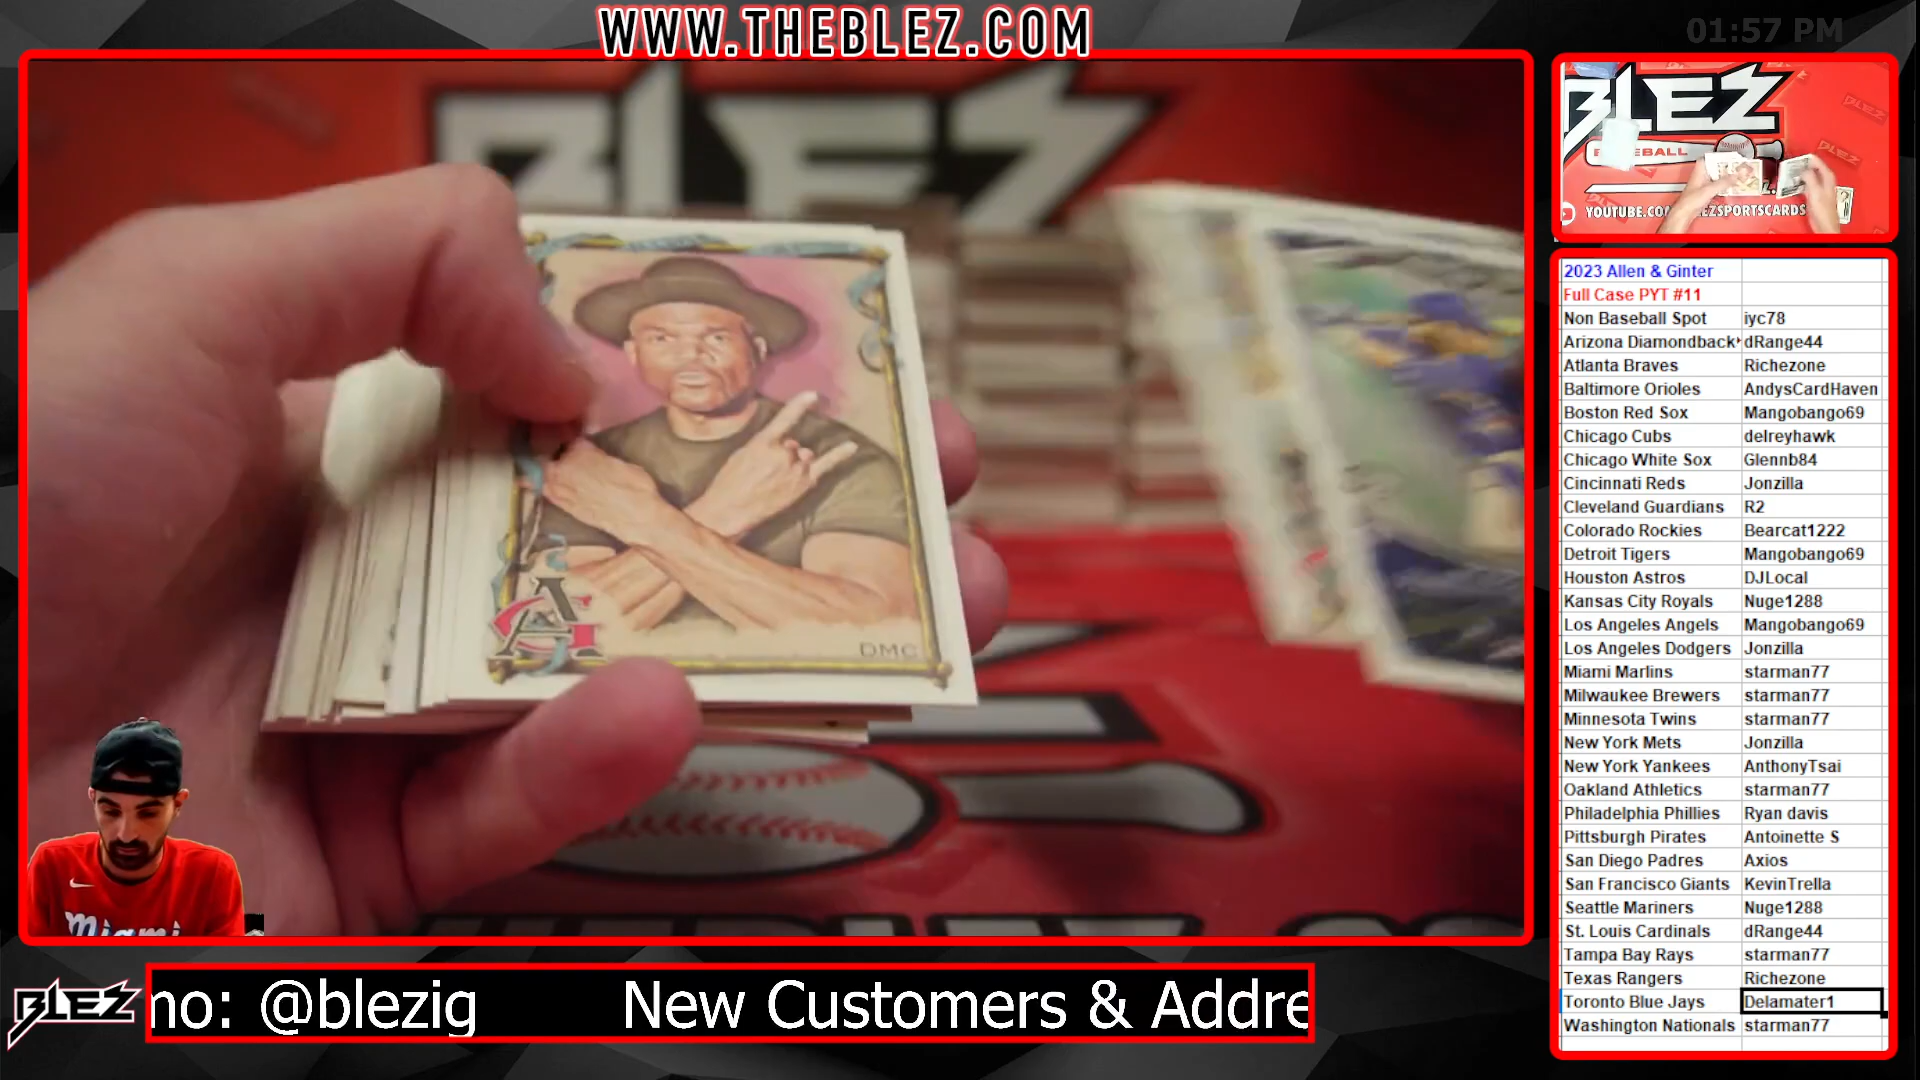 WWW.THEBLEZ.COM
01:57 PM
BLEZ
DMC
BLEZ
BLEZ
YOUTUBE.COM
EZSPORTSCARDS
2023 Allen & Ginter
Full Case PYT #11
Non Baseball Spot iyc78
Arizona Diamondback dRange44
Atlanta Braves Richezone
Baltimore Orioles AndysCardHaven
Boston Red Sox Mangobango69
Chicago Cubs delreyhawk
Chicago White Sox Glennb84
Cincinnati Reds Jonzilla
Cleveland Guardians R2
Colorado Rockies Bearcat1222
Detroit Tigers Mangobango69
Houston Astros DJLocal
Kansas City Royals Nuge1288
Los Angeles Angels Mangobango69
Los Angeles Dodgers Jonzilla
Miami Marlins starman77
Milwaukee Brewers starman77
Minnesota Twins starman77
New York Mets Jonzilla
New York Yankees AnthonyTsai
Oakland Athletics starman77
Philadelphia Phillies Ryan davis
Pittsburgh Pirates Antoinette S
San Diego Padres Axios
San Francisco Giants KevinTrella
Seattle Mariners Nuge1288
St. Louis Cardinals dRange44
Tampa Bay Rays starman77
Texas Rangers Richezone
Toronto Blue Jays Delamater1
Washington Nationals starman77
Miami
BLEZ
no: @blezig New Customers & Addre